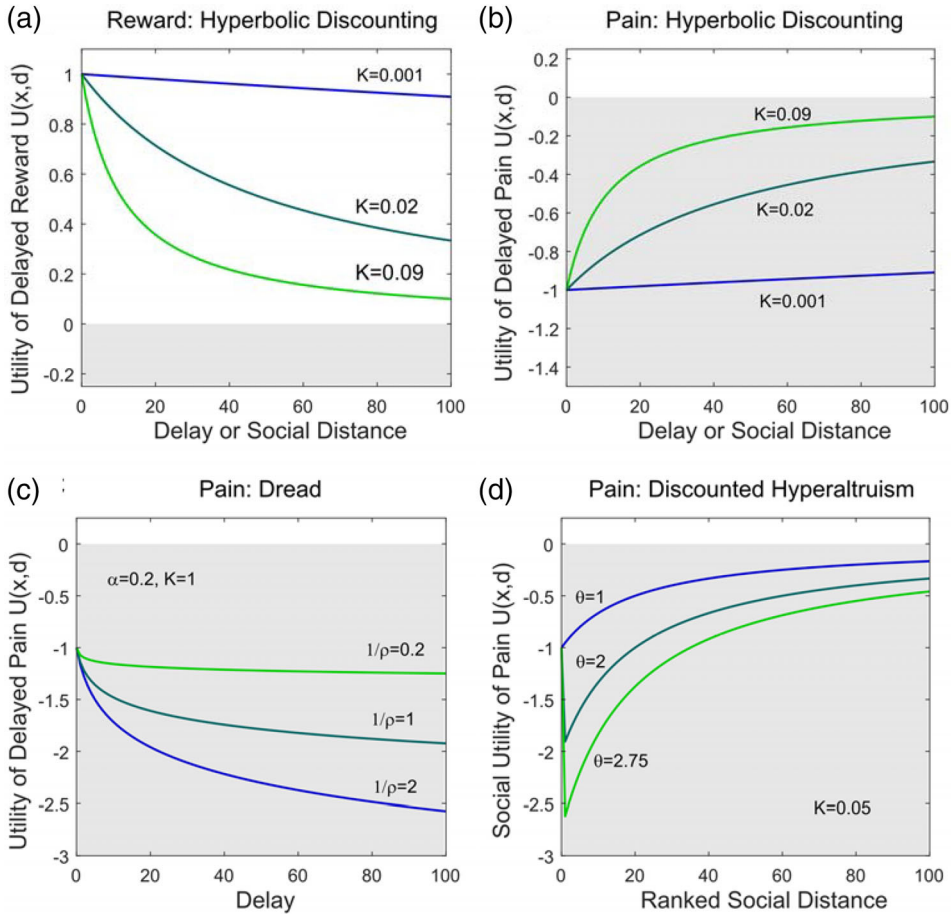 (a)
Reward: Hyperbolic Discounting
Utility of Delayed Reward U(x,d)
1
0.8
0.6
0.4
0.2
0
-0.2
K=0.001
K=0.02
K=0.09
0 20 40 60 80 100
Delay or Social Distance
(b)
Pain: Hyperbolic Discounting
Utility of Delayed Pain U(x,d)
0.2
0
-0.2
-0.4
-0.6
-0.8
-1
-1.2
-1.4
K=0.09
K=0.02
K=0.001
0 20 40 60 80 100
Delay or Social Distance
(c)
;
Pain: Dread
Utility of Delayed Pain U(x,d)
0
-0.5
-1
-1.5
-2
-2.5
-3
α=0.2, K=1
1/ρ=0.2
1/ρ=1
1/ρ=2
0 20 40 60 80 100
Delay
(d)
Pain: Discounted Hyperaltruism
Social Utility of Pain U(x,d)
0
-0.5
-1
-1.5
-2
-2.5
-3
θ=1
θ=2
θ=2.75
K=0.05
0 20 40 60 80 100
Ranked Social Distance